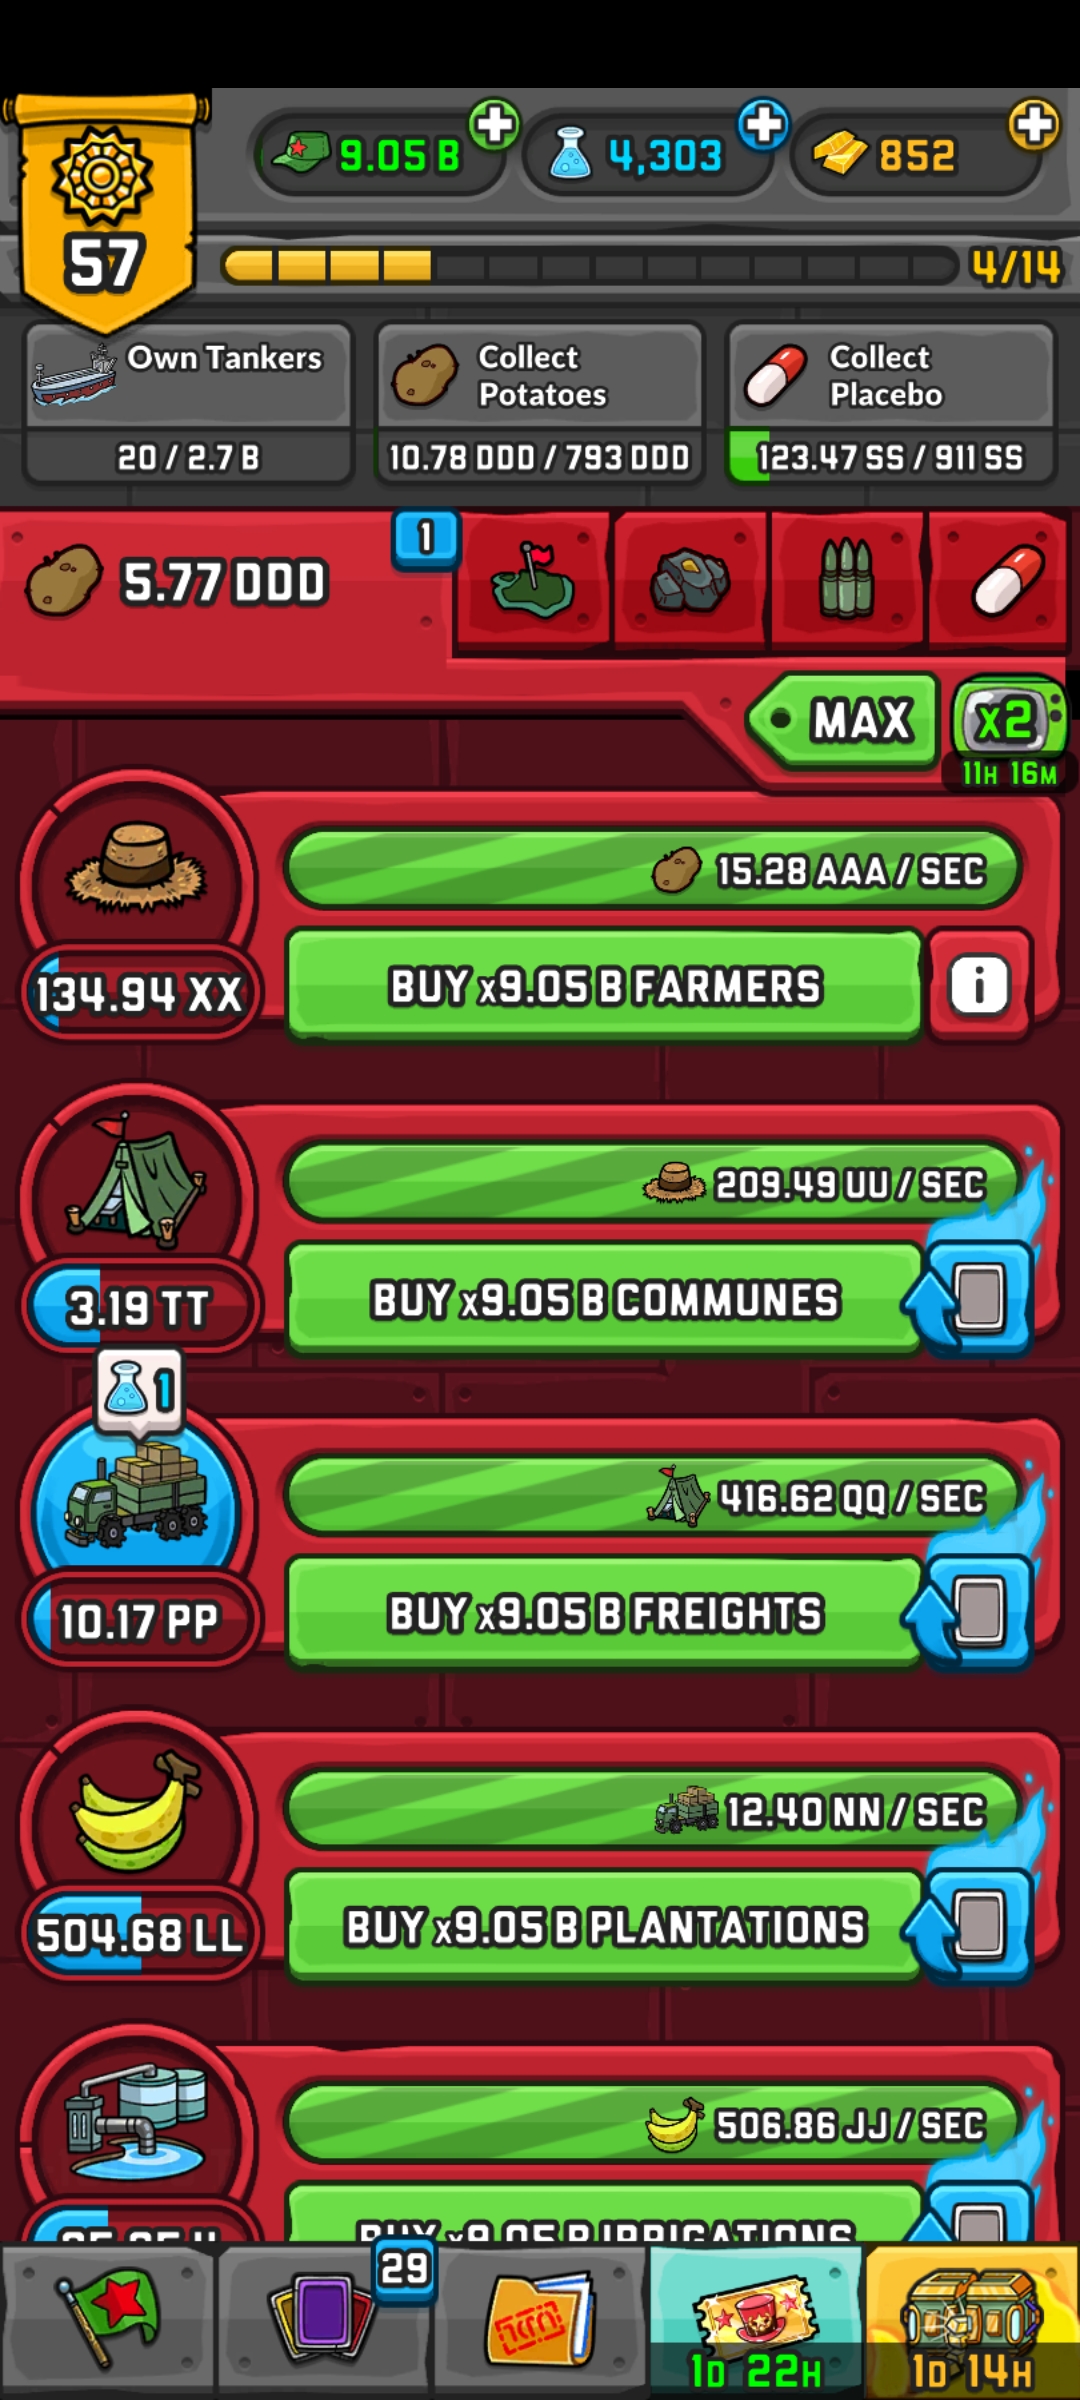 9.05 B
4,303
852
57
4/14
Own Tankers
20 / 2.7 B
Collect
Potatoes
10.78 DDD / 793 DDD
Collect
Placebo
123.47 SS / 911 SS
5.77 DDD
1
MAX
x2
11H 16M
15.28 AAA / SEC
134.94 XX
BUY x9.05 B FARMERS
i
209.49 UU / SEC
3.19 TT
BUY x9.05 B COMMUNES
1
416.62 QQ / SEC
10.17 PP
BUY x9.05 B FREIGHTS
12.40 NN / SEC
504.68 LL
BUY x9.05 B PLANTATIONS
506.86 JJ / SEC
BUY x9.05 B IRRIGATIONS
29
1D 22H
1D 14H